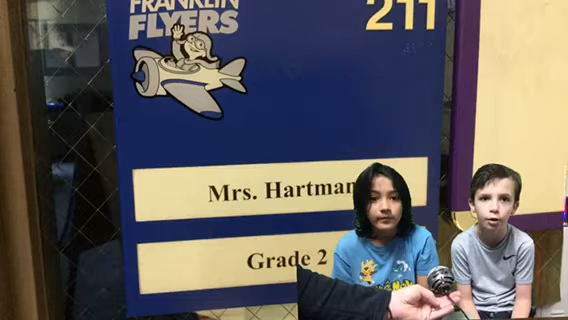 FRANKLIN
FLYERS
211
Mrs. Hartman
Grade 2